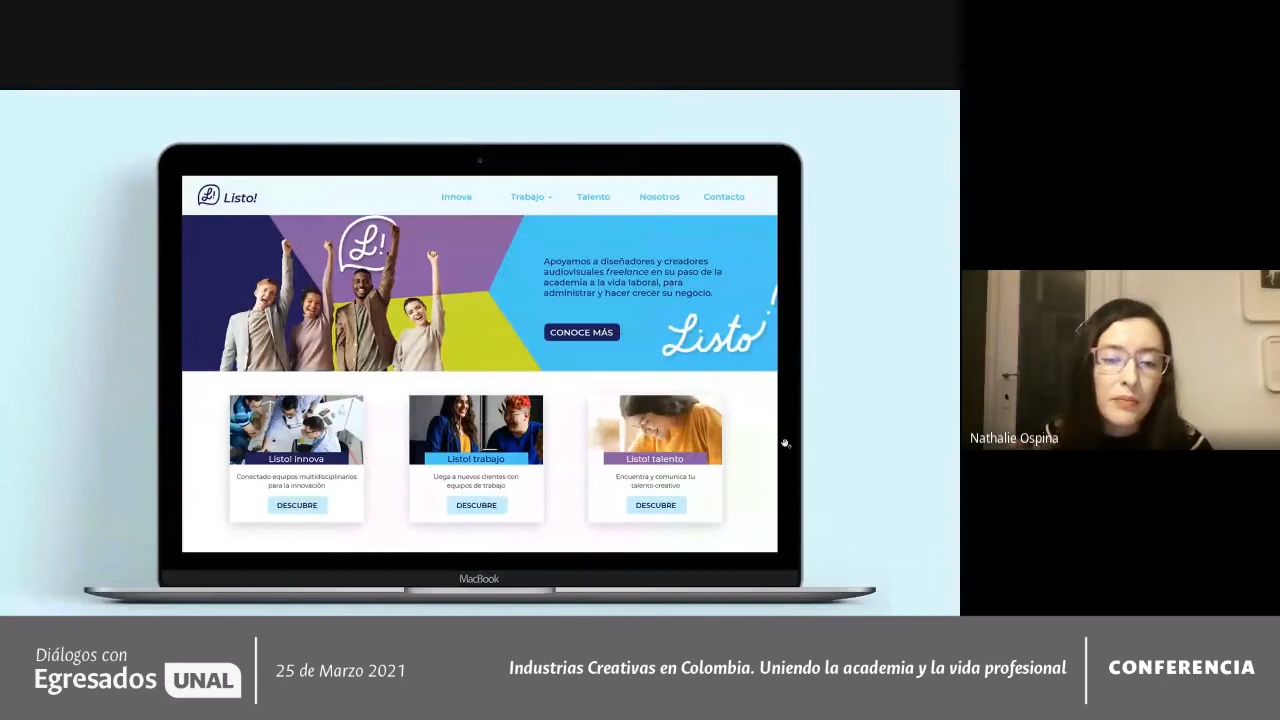 L! Listo!
Innova
Trabajo
Talento
Nosotros
Contacto
L!
Apoyamos a diseñadores y creadores
audiovisuales freelance en su paso de la
academia a la vida laboral, para
administrar y hacer crecer su negocio.
CONOCE MÁS
Listo!
Listo! innova
Conectado equipos multidisciplinarios
para la innovación
DESCUBRE
Listo! trabajo
Llega a nuevos clientes con
equipos de trabajo
DESCUBRE
Listo! talento
Encuentra y comunica tu
talento creativo
DESCUBRE
MacBook
Nathalie Ospina
Diálogos con
Egresados UNAL
25 de Marzo 2021
Industrias Creativas en Colombia. Uniendo la academia y la vida profesional
CONFERENCIA